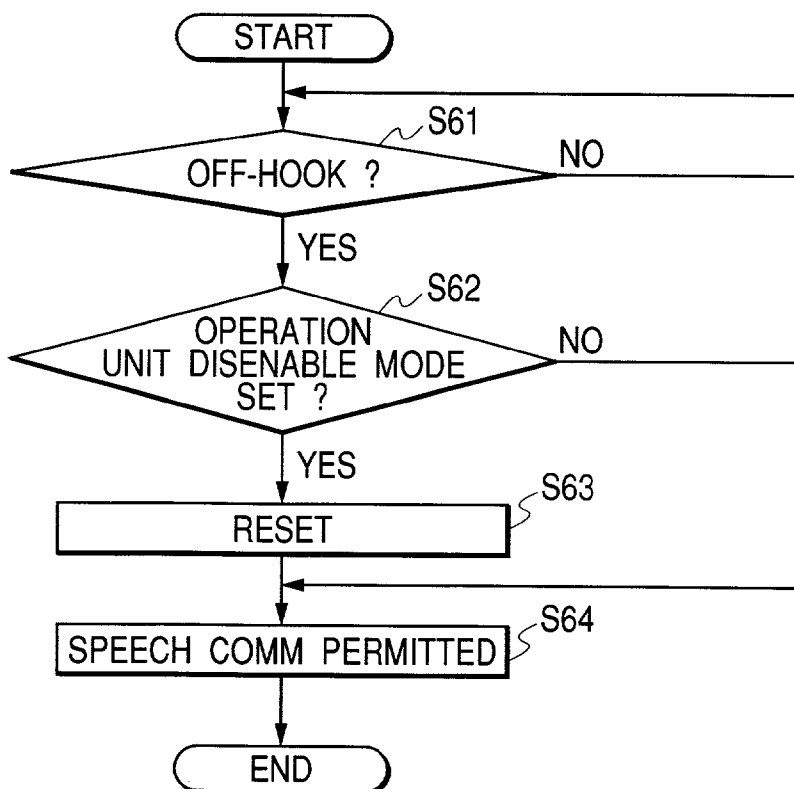 START
S61
OFF-HOOK ?
NO
YES
S62
OPERATION
UNIT DISENABLE MODE
SET ?
NO
YES
S63
RESET
S64
SPEECH COMM PERMITTED
END